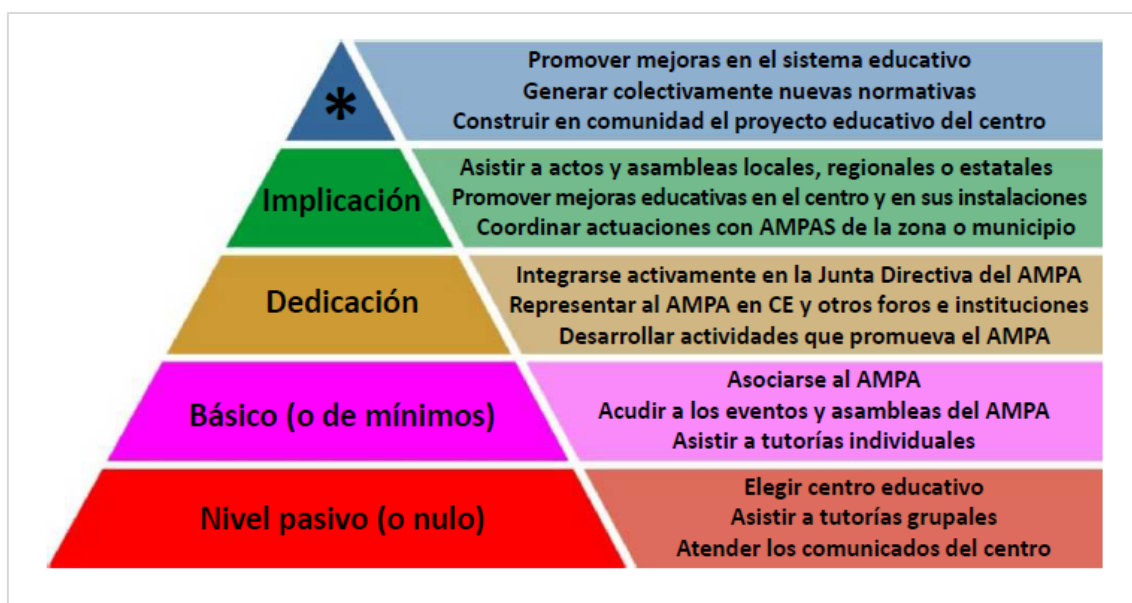 *
Promover mejoras en el sistema educativo
Generar colectivamente nuevas normativas
Construir en comunidad el proyecto educativo del centro
Implicación
Asistir a actos y asambleas locales, regionales o estatales
Promover mejoras educativas en el centro y en sus instalaciones
Coordinar actuaciones con AMPAS de la zona o municipio
Dedicación
Integrarse activamente en la Junta Directiva del AMPA
Representar al AMPA en CE y otros foros e instituciones
Desarrollar actividades que promueva el AMPA
Básico (o de mínimos)
Asociarse al AMPA
Acudir a los eventos y asambleas del AMPA
Asistir a tutorías individuales
Nivel pasivo (o nulo)
Elegir centro educativo
Asistir a tutorías grupales
Atender los comunicados del centro